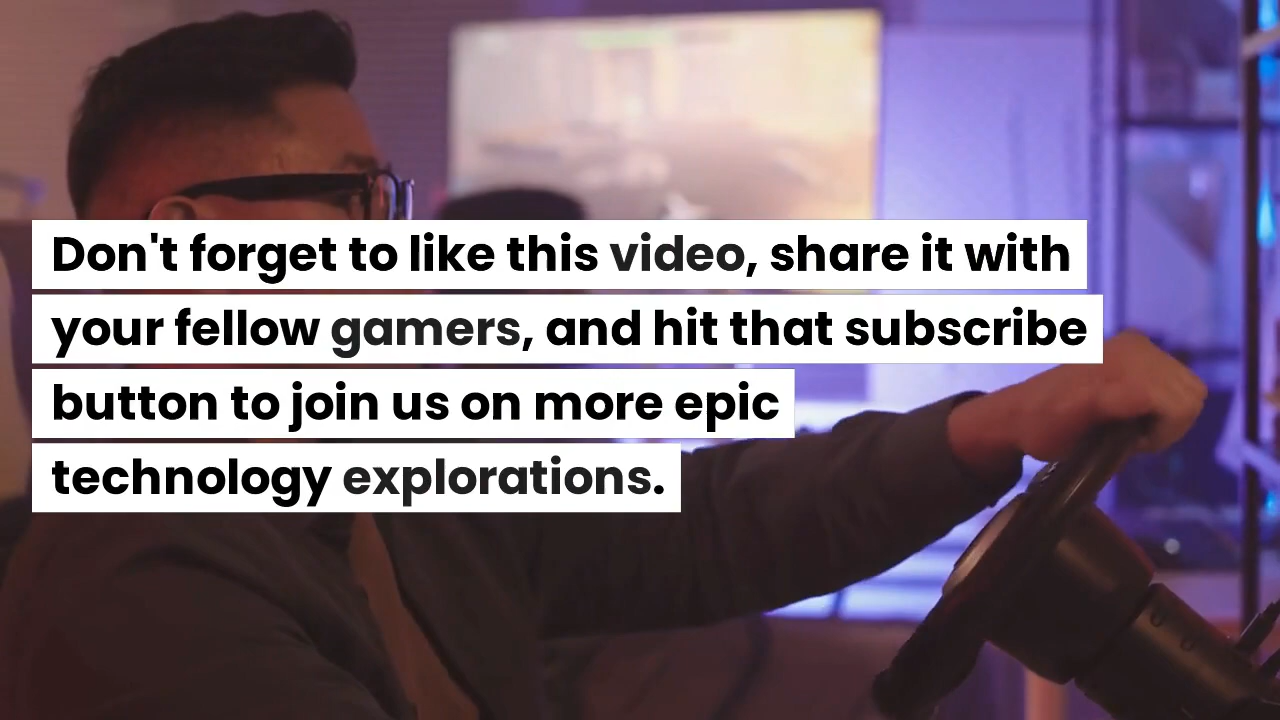 Don't forget to like this video, share it with
your fellow gamers, and hit that subscribe
button to join us on more epic
technology explorations.